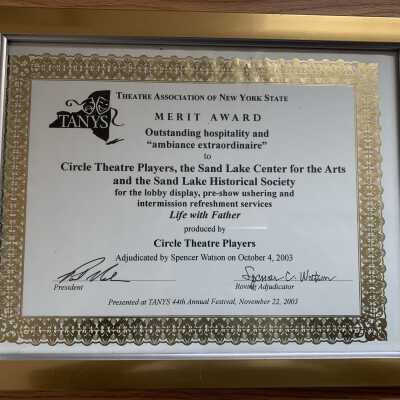 THEATRE ASSOCIATION OF NEW YORK STATE
TANYS
MERIT AWARD
Outstanding hospitality and
"ambiance extraordinaire"
to
Circle Theatre Players, the Sand Lake Center for the Arts
and the Sand Lake Historical Society
for the lobby display, pre-show ushering and
intermission refreshment services
Life with Father
produced by
Circle Theatre Players
Adjudicated by Spencer Watson on October 4, 2003
Spencer C. Watson
President
Roving Adjudicator
Presented at TANYS 44th Annual Festival, November 22, 2003